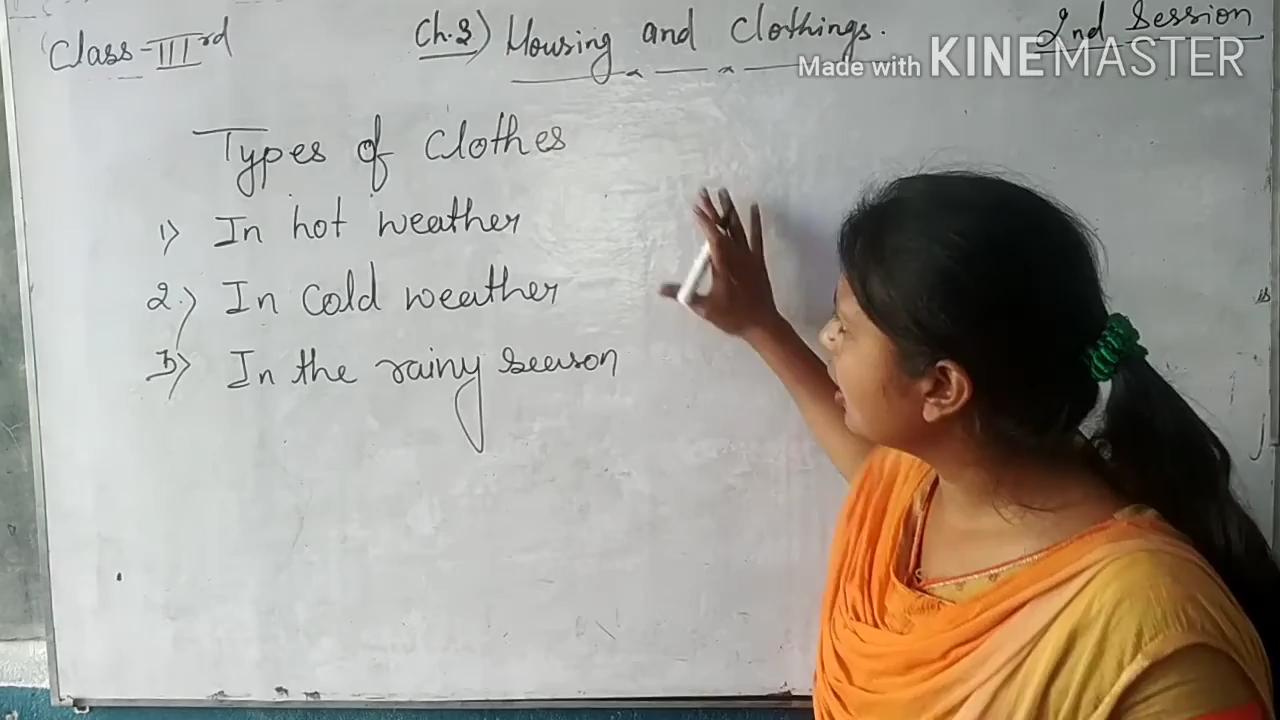 Class-IIIrd
Ch.3) Housing and Clothings.
2nd Session
Made with KINEMASTER
Types of Clothes
1) In hot weather
2.) In Cold weather
3) In the rainy season
is